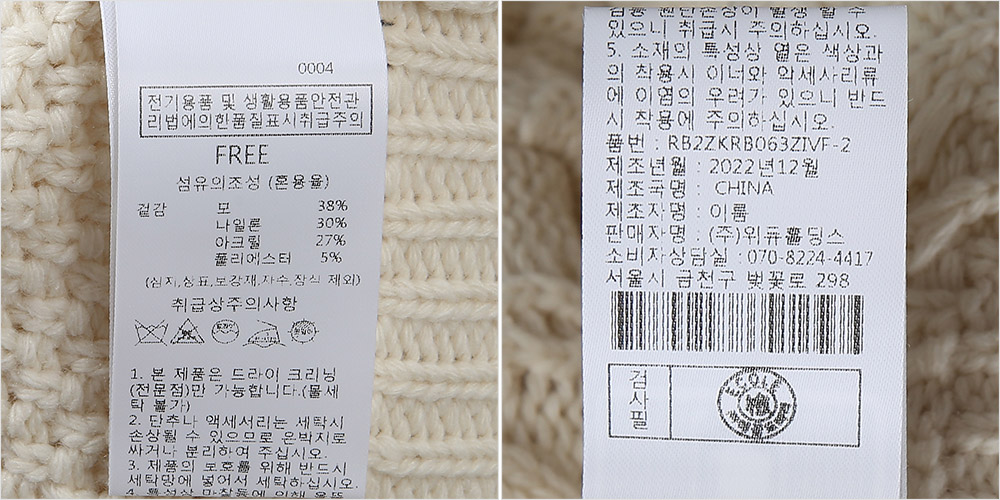 0004
전기용품 및 생활용품안전관
리법에의한품질표시취급주의
FREE
섬유의조성 (혼용율)
겉감 모 38%
나일론 30%
아크릴 27%
폴리에스터 5%
(심지,상표,보강재,자수,장식 제외)
취급상주의사항
1. 본 제품은 드라이 크리닝
(전문점)만 가능합니다.(물세
탁 불가)
2. 단추나 액세서리는 세탁시
손상될 수 있으므로 은박지로
싸거나 분리하여 주십시오.
3. 제품의 보호를 위해 반드시
세탁망에 넣어서 세탁하십시오.
4. 특성상 마찰등에 의해
있으니 취급시 주의하십시오.
5. 소재의 특성상 옅은 색상과
의 착용시 이너와 악세사리류
에 이염의 우려가 있으니 반드
시 착용에 주의하십시오.
품번 : RB2ZKRB063ZIVF-2
제조년월 : 2022년12월
제조국명 : CHINA
제조자명 : 이룸
판매자명 : (주)위퓨홀딩스
소비자상담실 : 070-8224-4417
서울시 금천구 벚꽃로 298
검사필
ECOLE